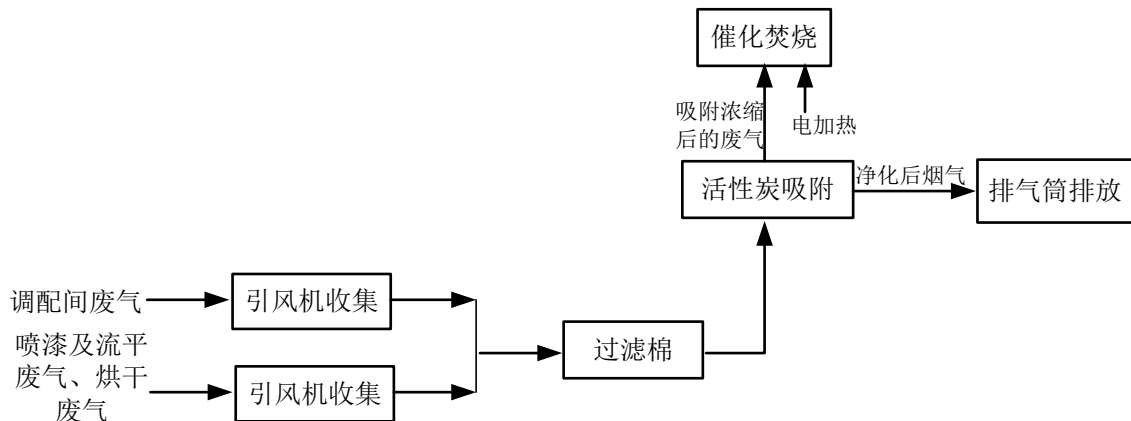 催化焚烧
吸附浓缩
后的废气
电加热
活性炭吸附
净化后烟气
排气筒排放
调配间废气
引风机收集
喷漆及流平
废气、烘干
废气
引风机收集
过滤棉